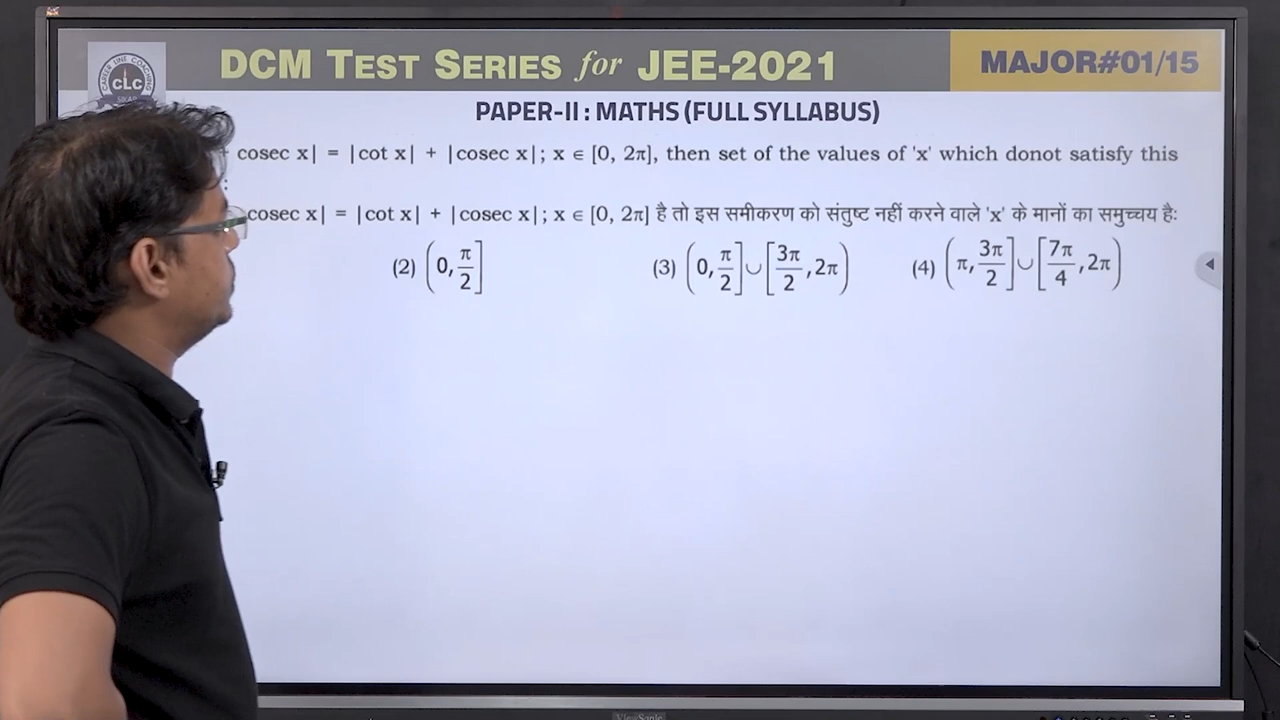 DCM TEST SERIES for JEE-2021
MAJOR#01/15
CLC
PAPER-II : MATHS (FULL SYLLABUS)
cosec x| = |cot x| + |cosec x| ; x ∈ [0, 2π], then set of the values of 'x' which donot satisfy this
:
cosec x| = |cot x| + |cosec x| ; x ∈ [0, 2π] है तो इस समीकरण को संतुष्ट नहीं करने वाले 'x' के मानों का समुच्चय है:
(2) (0, π/2] (3) (0, π/2] ∪ [3π/2, 2π) (4) (π, 3π/2] ∪ [7π/4, 2π)
ViewSonic